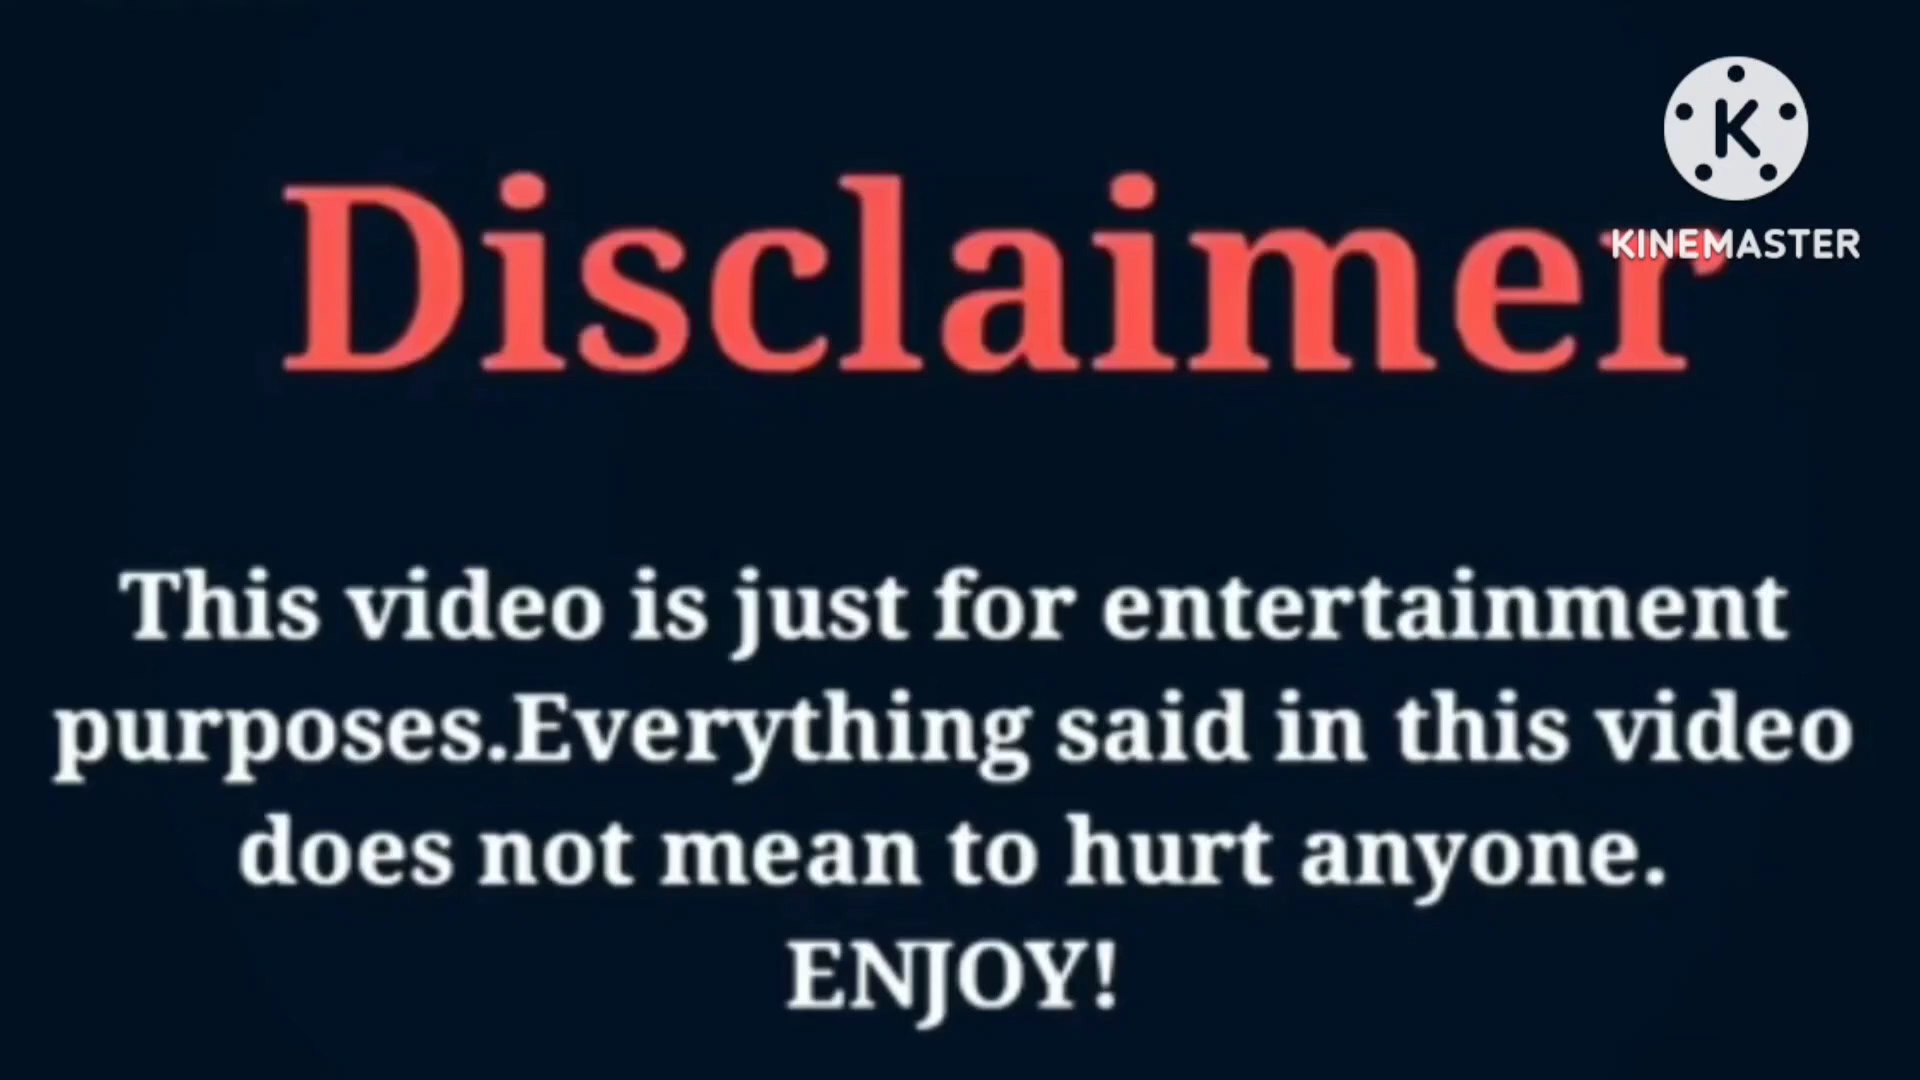 K
KINEMASTER
Disclaimer
This video is just for entertainment
purposes.Everything said in this video
does not mean to hurt anyone.
ENJOY!